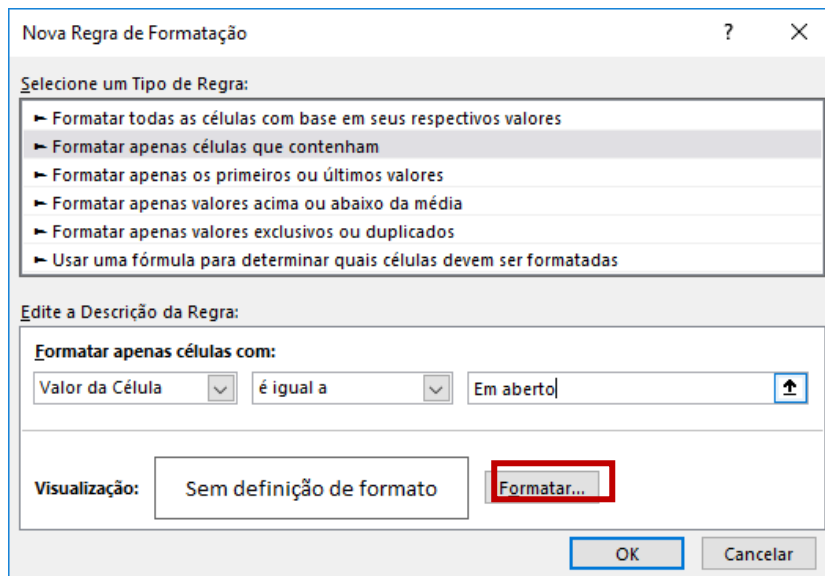 Nova Regra de Formatação ?
Selecione um Tipo de Regra:
► Formatar todas as células com base em seus respectivos valores
► Formatar apenas células que contenham
► Formatar apenas os primeiros ou últimos valores
► Formatar apenas valores acima ou abaixo da média
► Formatar apenas valores exclusivos ou duplicados
► Usar uma fórmula para determinar quais células devem ser formatadas
Edite a Descrição da Regra:
Formatar apenas células com:
Valor da Célula é igual a Em aberto
Visualização: Sem definição de formato Formatar...
OK Cancelar